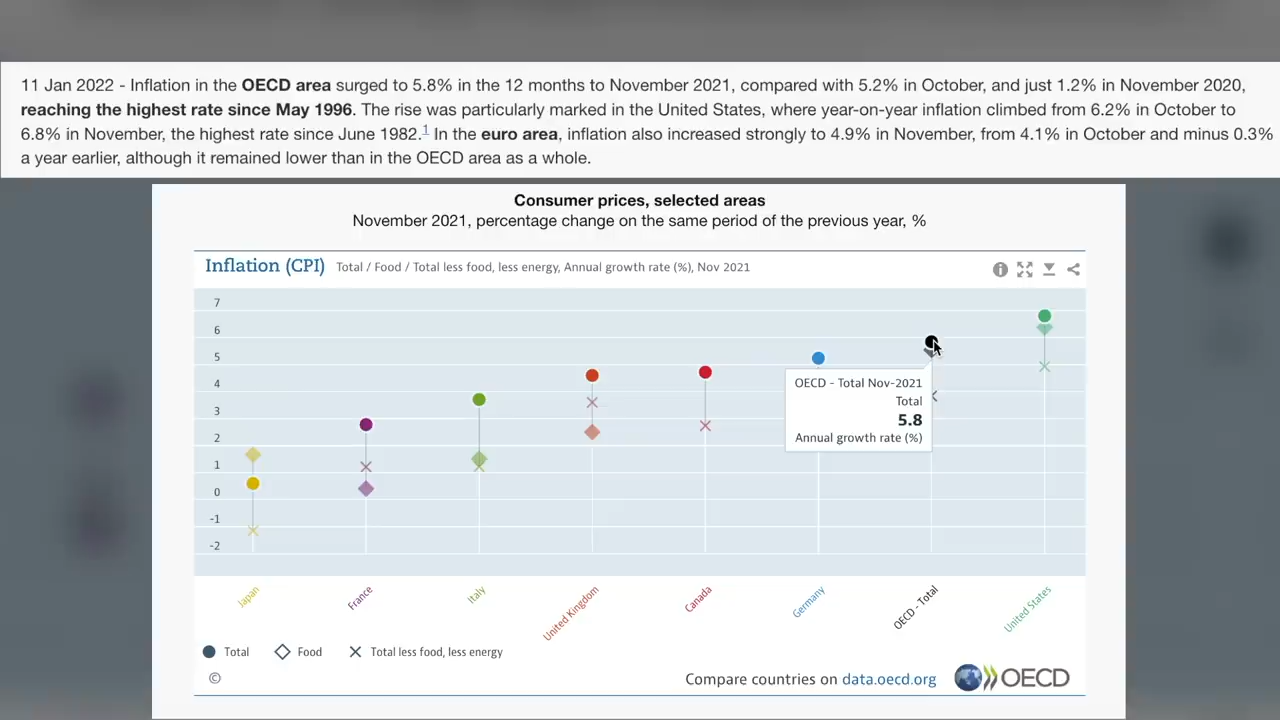 11 Jan 2022 - Inflation in the OECD area surged to 5.8% in the 12 months to November 2021, compared with 5.2% in October, and just 1.2% in November 2020,
reaching the highest rate since May 1996. The rise was particularly marked in the United States, where year-on-year inflation climbed from 6.2% in October to
6.8% in November, the highest rate since June 1982.1 In the euro area, inflation also increased strongly to 4.9% in November, from 4.1% in October and minus 0.3%
a year earlier, although it remained lower than in the OECD area as a whole.
Consumer prices, selected areas
November 2021, percentage change on the same period of the previous year, %
Inflation (CPI) Total / Food / Total less food, less energy, Annual growth rate (%), Nov 2021
7
6
5
4
3
2
1
0
-1
-2
OECD - Total Nov-2021
Total
5.8
Annual growth rate (%)
Japan
France
Italy
United Kingdom
Canada
Germany
OECD - Total
United States
Total Food Total less food, less energy
©
Compare countries on data.oecd.org
OECD